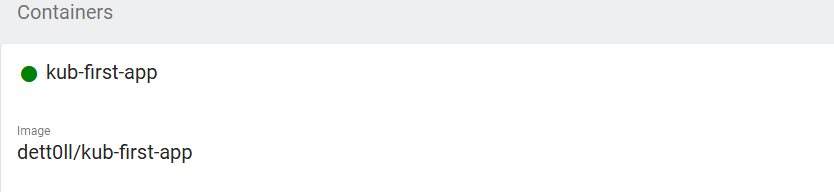 Containers
kub-first-app
Image
dett0ll/kub-first-app